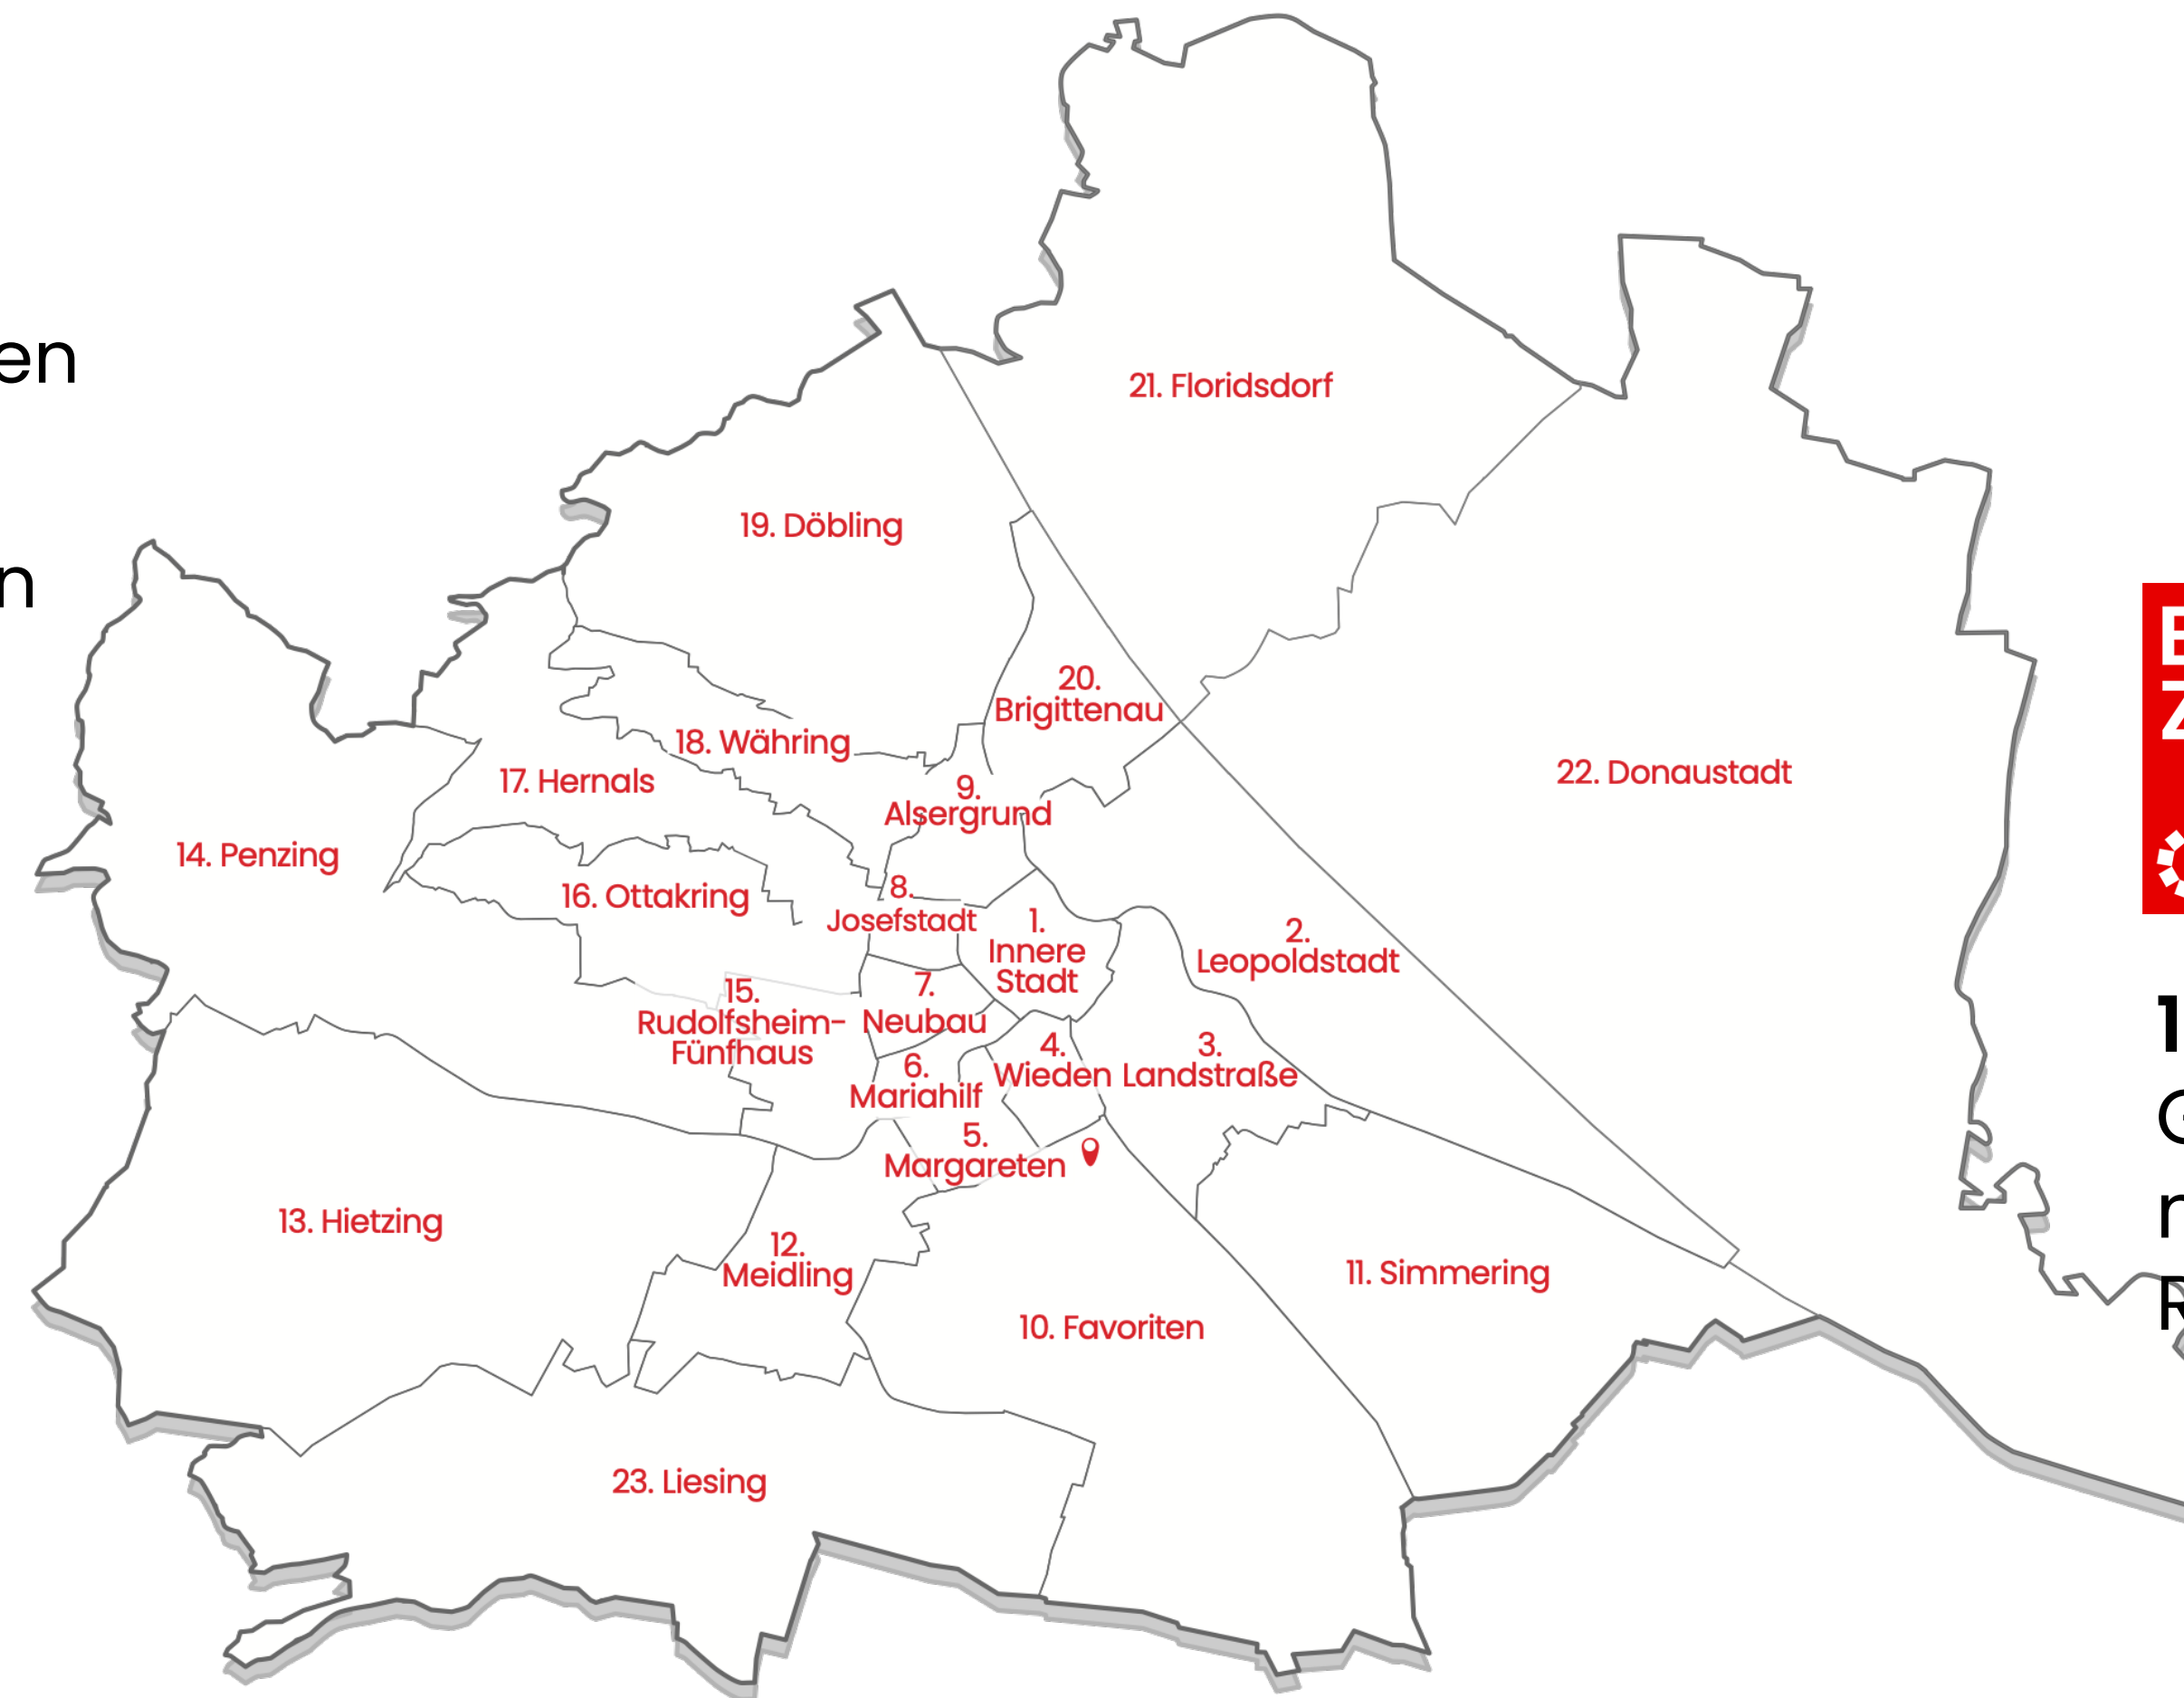 en
n
21. Floridsdorf
19. Döbling
20.
Brigittenau
18. Währing
17. Hernals
22. Donaustadt
9.
Alsergrund
14. Penzing
16. Ottakring
8.
Josefstadt
1.
Innere
Stadt
2.
Leopoldstadt
15.
Rudolfsheim-
Fünfhaus
7.
Neubau
6.
Mariahilf
4.
Wieden
3.
Landstraße
5.
Margareten
13. Hietzing
12.
Meidling
11. Simmering
10. Favoriten
23. Liesing
1